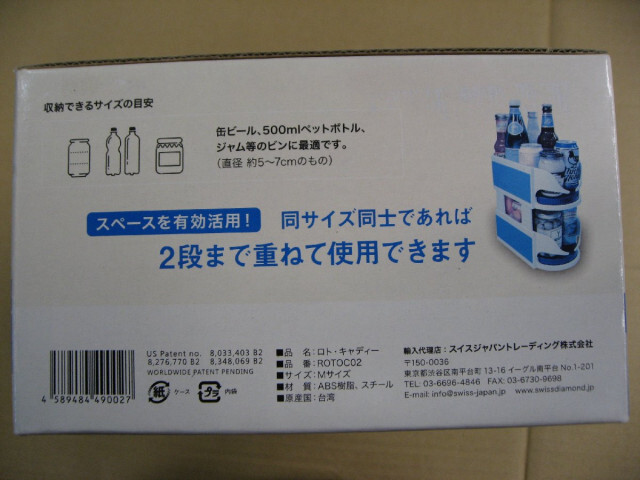 収納できるサイズの目安
缶ビール、500mlペットボトル、
ジャム等のビンに最適です。
(直径 約5〜7cmのもの)
スペースを有効活用！ 同サイズ同士であれば
2段まで重ねて使用できます
4 589484 490027
US Patent no. 8,033,403 B2
8,276,770 B2 8,348,069 B2
WORLDWIDE PATENT PENDING
紙 ケース プラ 内袋
■品 名：ロト・キャディー
■品 番：ROTOC02
■サイズ：Mサイズ
■材 質：ABS樹脂、スチール
■原産国：台湾
輸入代理店：スイスジャパントレーディング株式会社
〒150-0036
東京都渋谷区南平台町 13-16 イーグル南平台 No.1-201
TEL: 03-6696-4846 FAX: 03-6730-9698
E-mail: info@swiss-japan.jp www.swissdiamond.jp